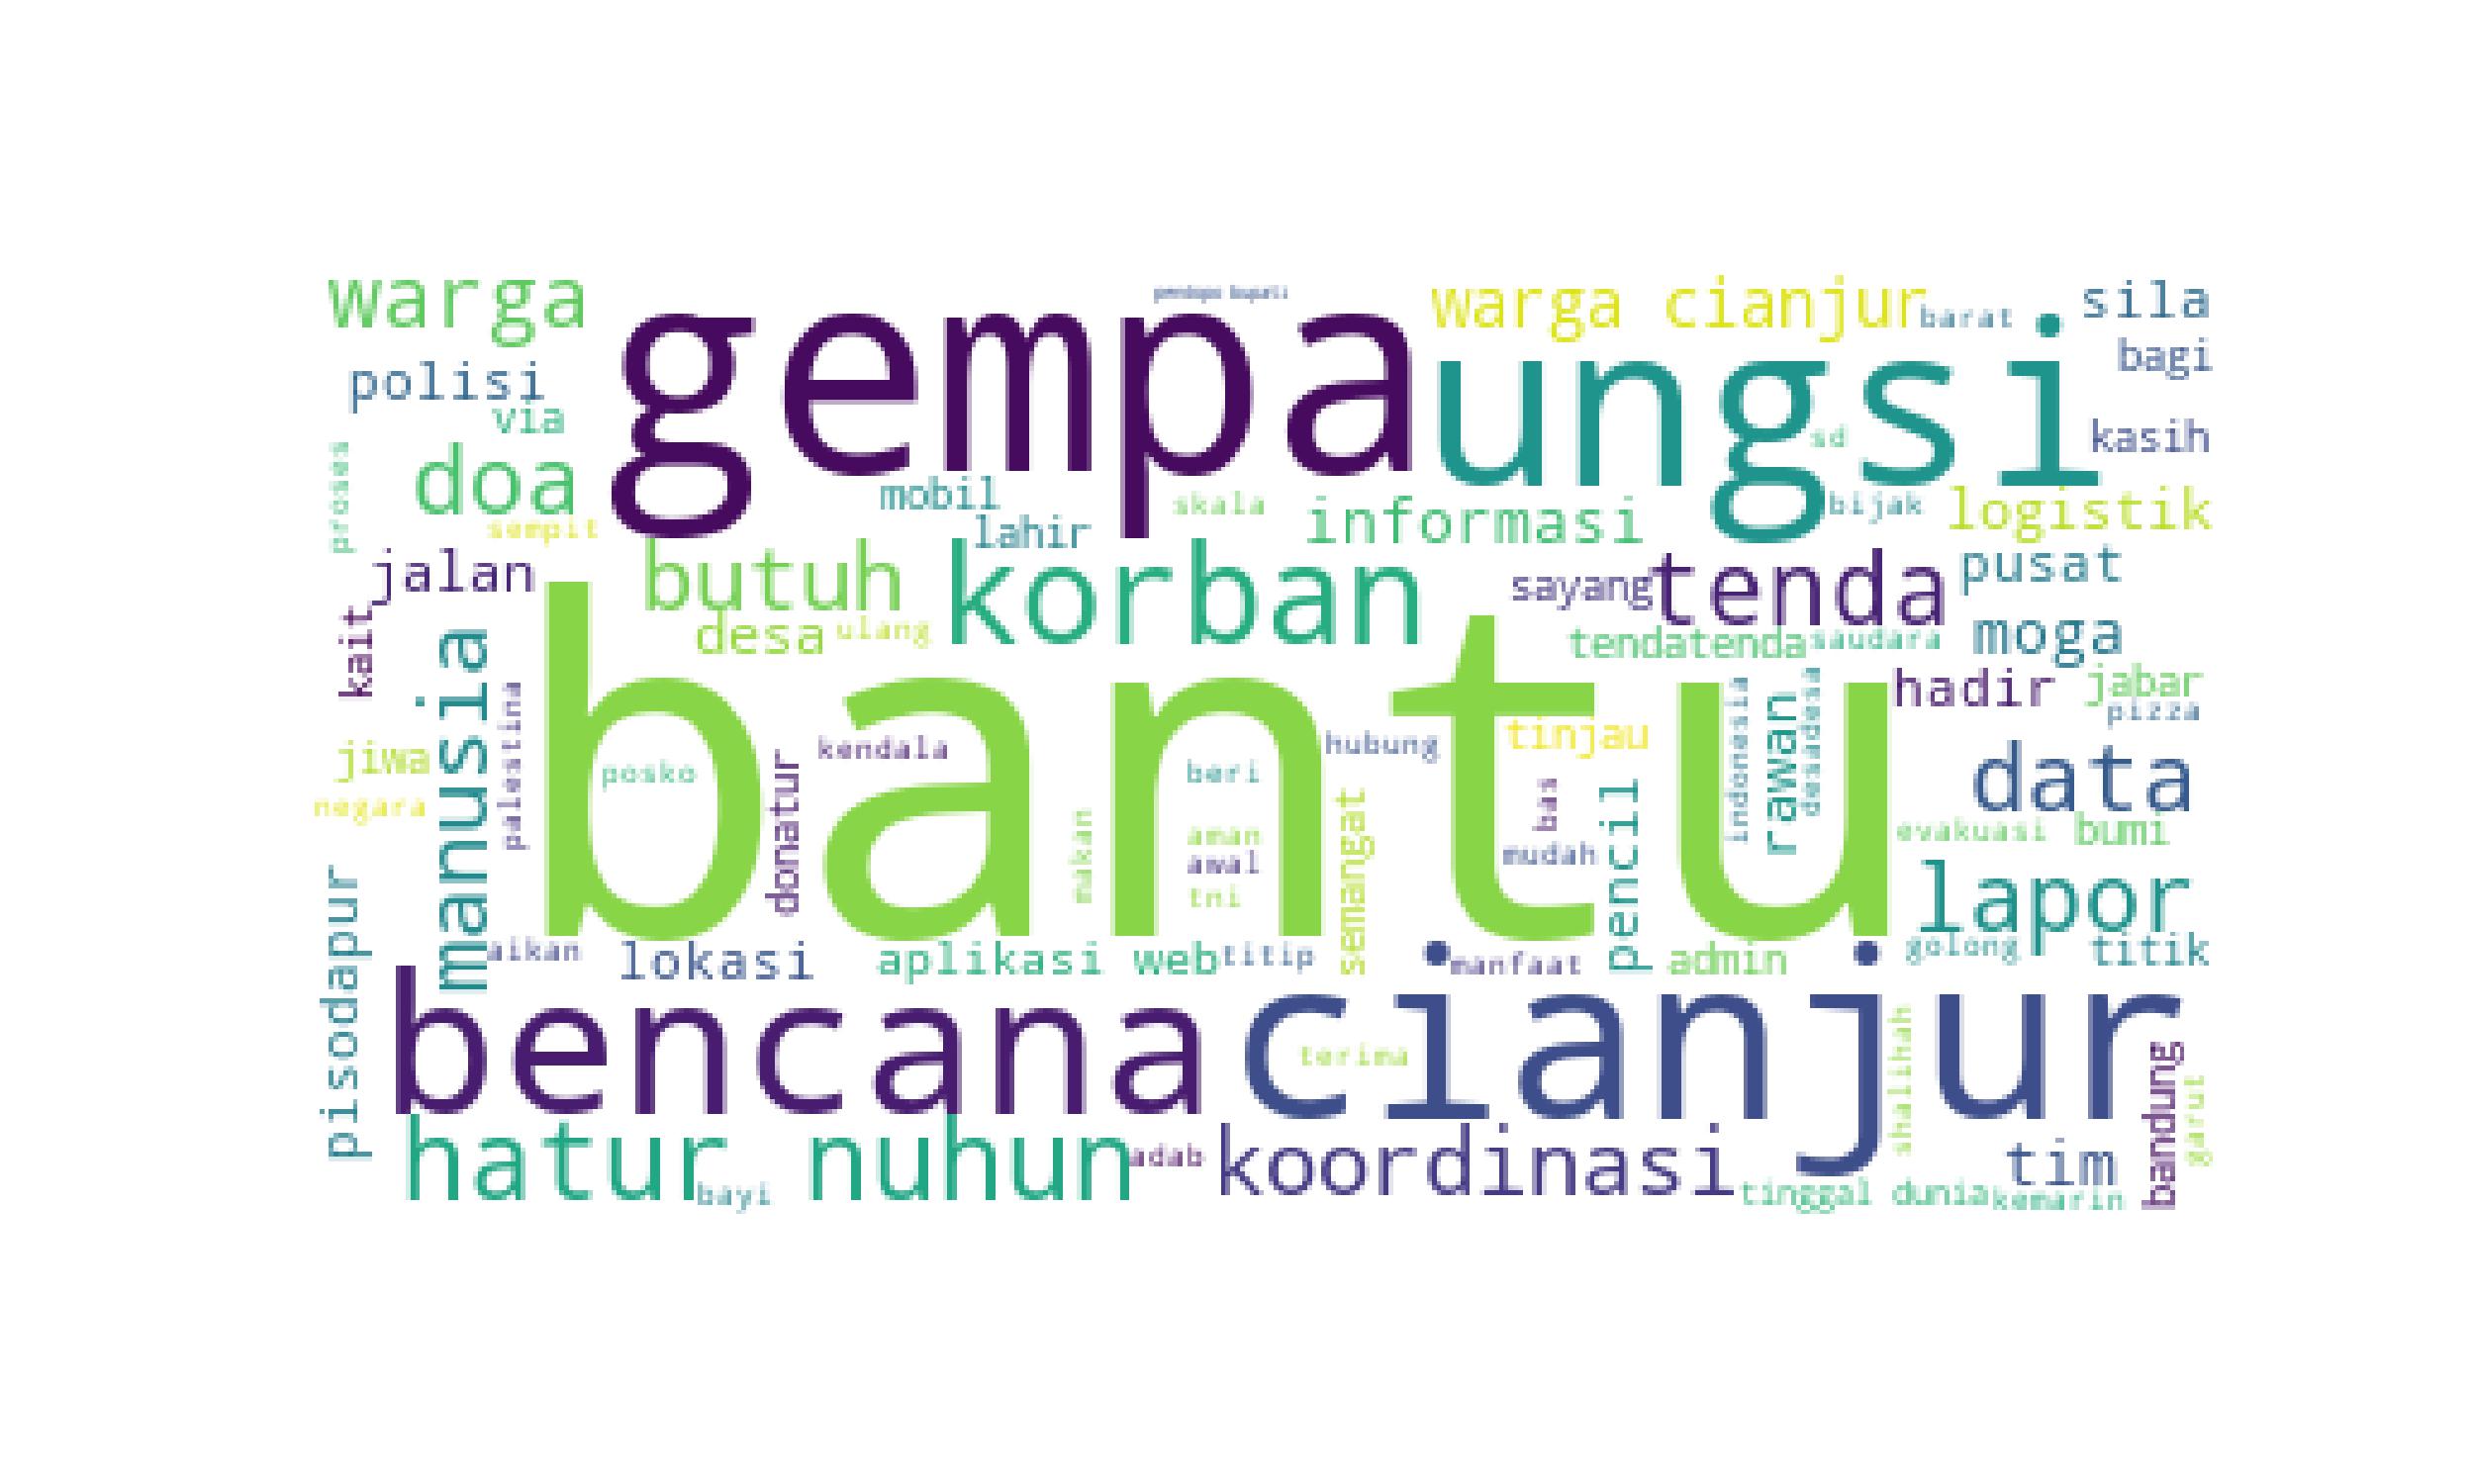 warga
gempa
pendopo bupati
warga cianjur
barat
sila
polisi
via
ungsi
bagi
proses
doa
sempit
mobil
lahir
skala
informasi
sd
bijak
kasih
logistik
jalan
kait
butuh
desa
ulang
korban
sayang
tenda
pusat
tendatenda
saudara
moga
manusia
palestina
bantu
hadir
jabar
pizza
jiwa
negara
posko
kendala
donatur
beri
hubung
tinjau
indonesia
rawan
desadesa
data
makan
aman
awal
tni
semangat
bas
mudah
pencil
evakuasi
bumi
lapor
pisodapur
aikan
lokasi
aplikasi web
titip
manfaat
admin
golong
titik
bencana
cianjur
terima
shalihah
bandung
garut
hatur nuhun
bayi
adab
koordinasi
tinggal dunia
tim
kemarin